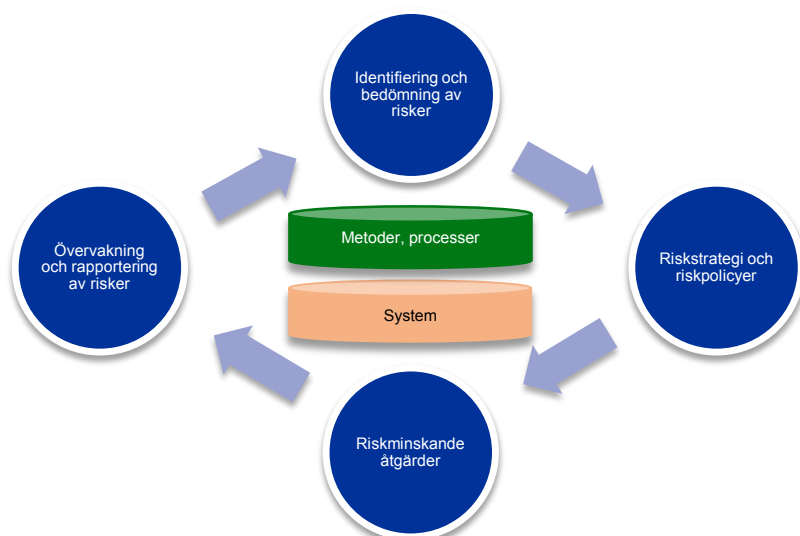 Identifiering och
bedömning av
risker
Metoder, processer
Övervakning
och rapportering
av risker
Riskstrategi och
riskpolicyer
System
Riskminskande
åtgärder